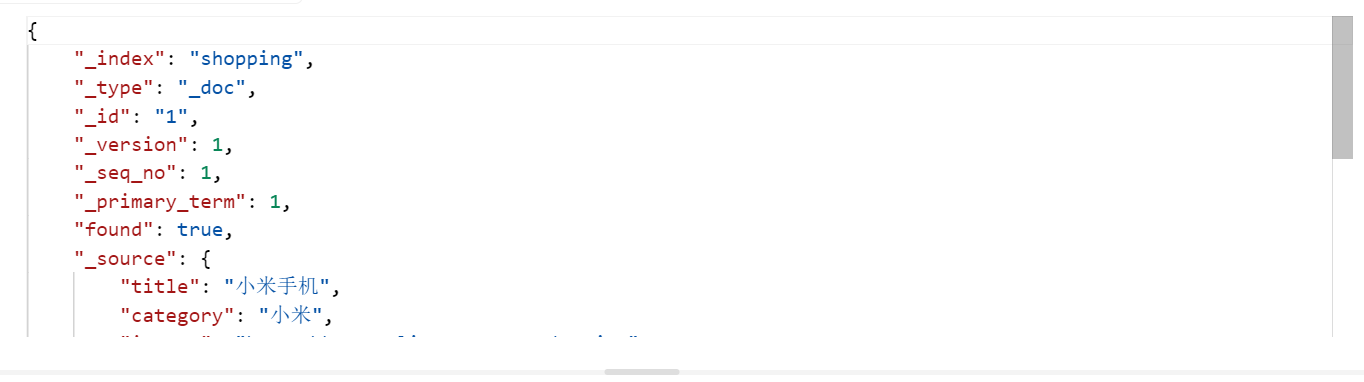 {
"_index": "shopping",
"_type": "_doc",
"_id": "1",
"_version": 1,
"_seq_no": 1,
"_primary_term": 1,
"found": true,
"_source": {
"title": "小米手机",
"category": "小米",